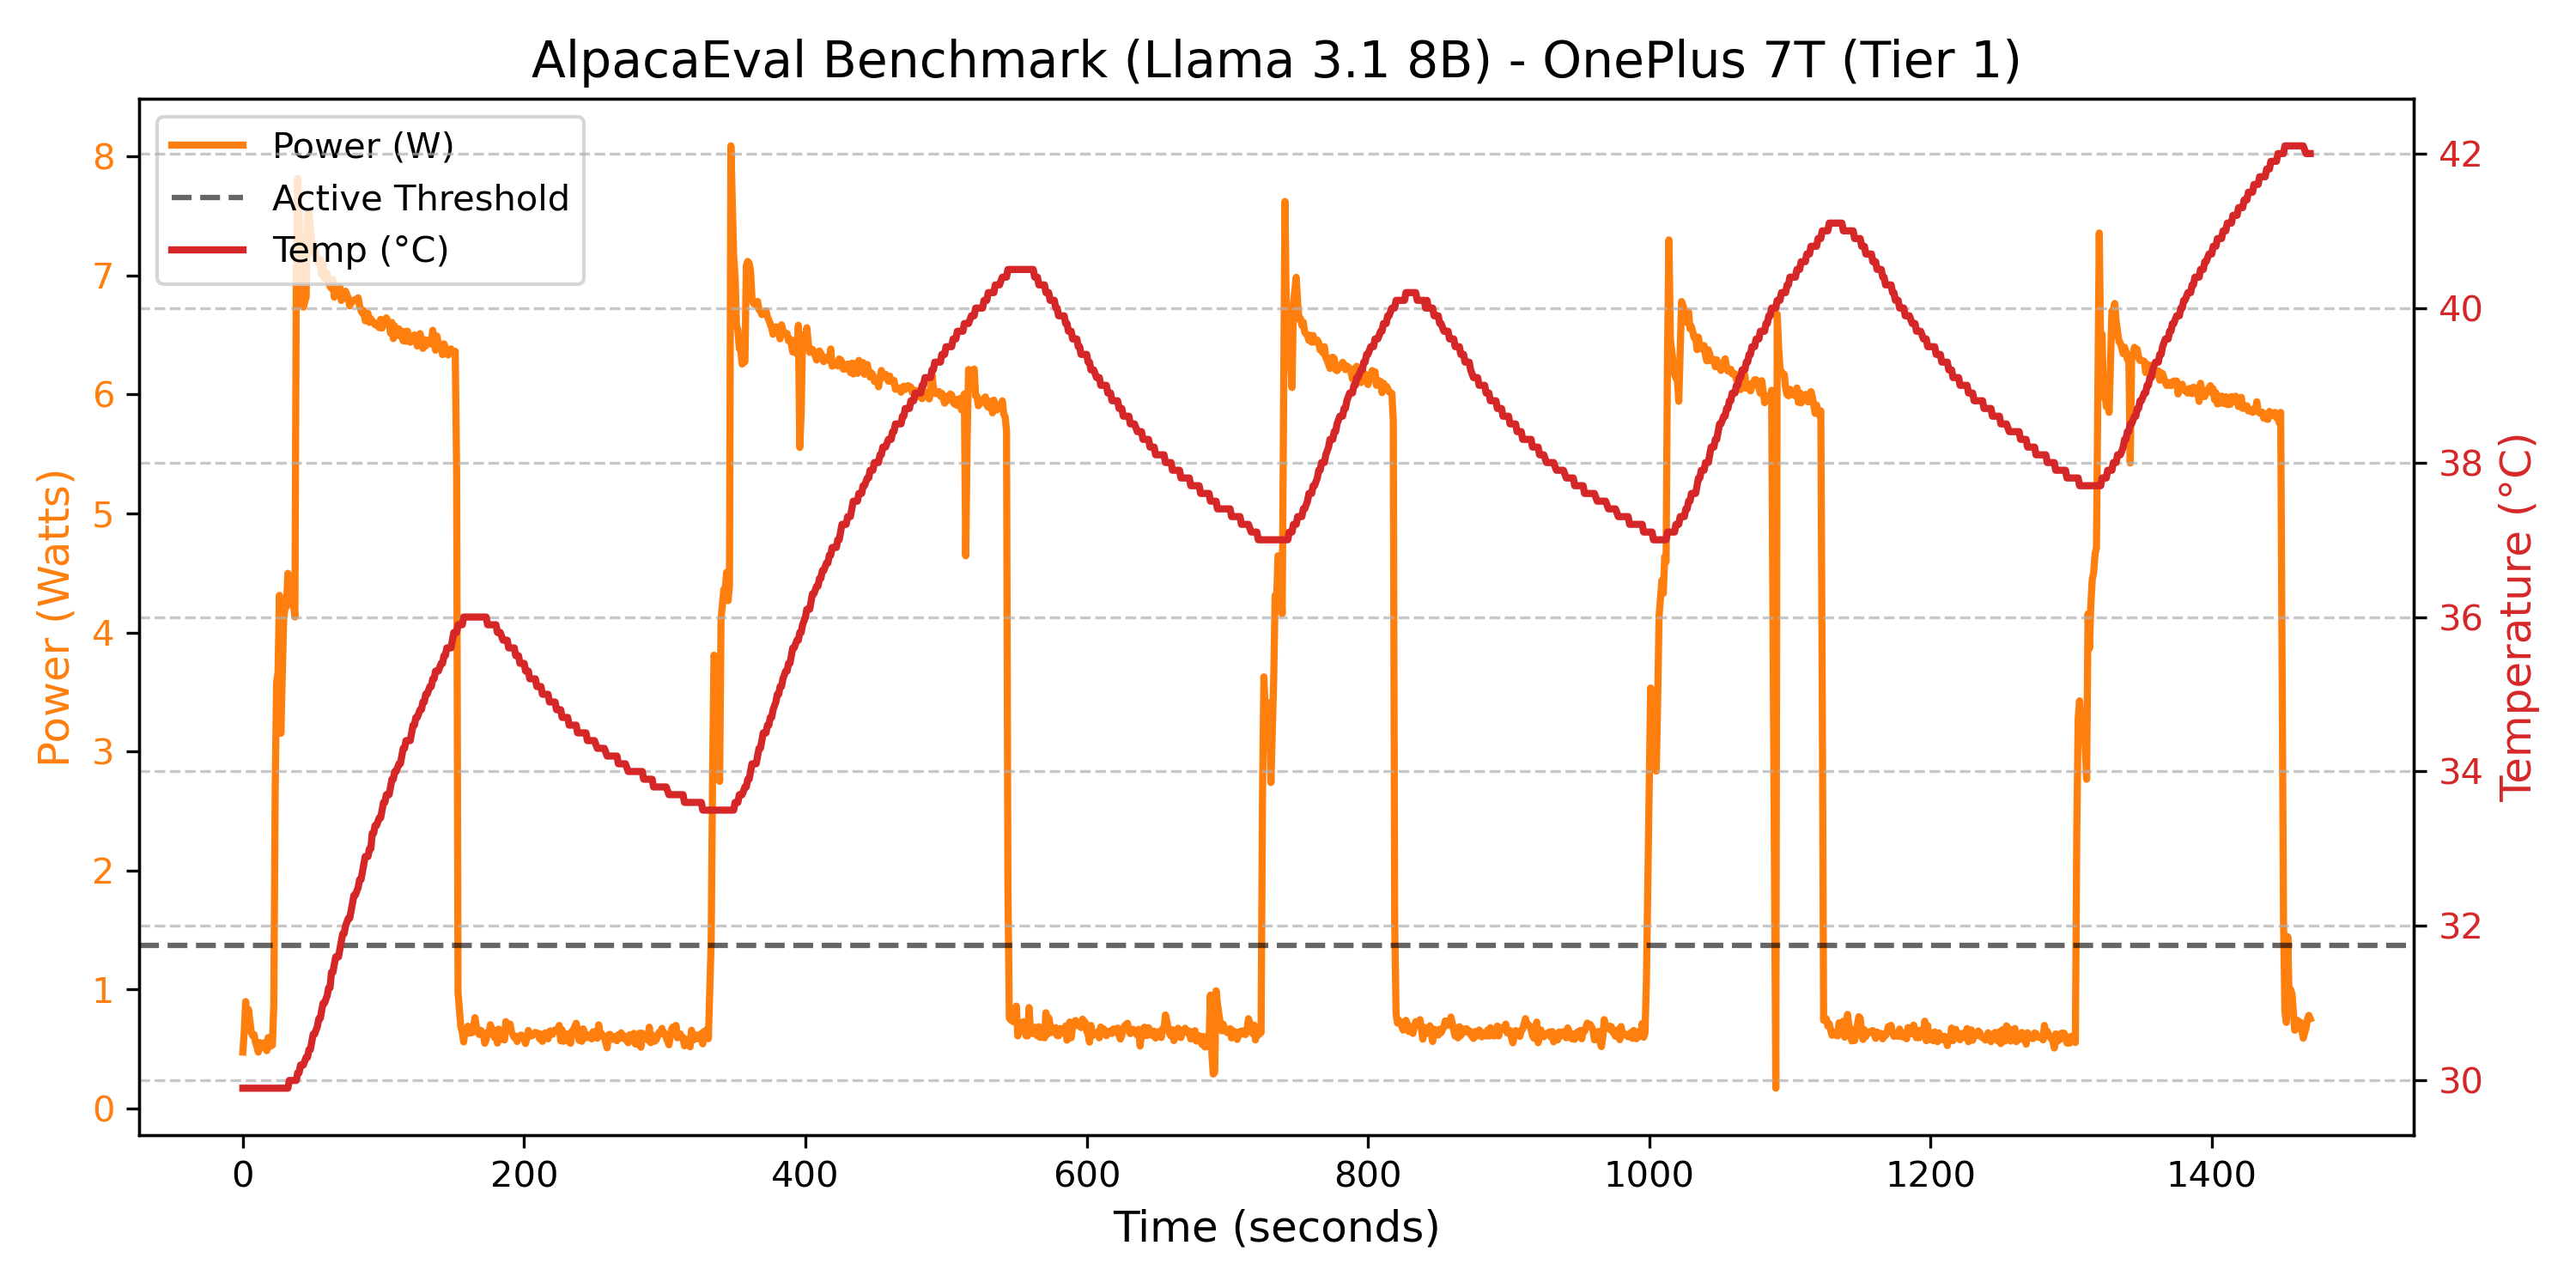 AlpacaEval Benchmark (Llama 3.1 8B) - OnePlus 7T (Tier 1)
Power (W)
Active Threshold
Temp (°C)
Power (Watts)
8
7
6
5
4
3
2
1
0
42
40
38
36
34
32
30
Temperature (°C)
0 200 400 600 800 1000 1200 1400
Time (seconds)